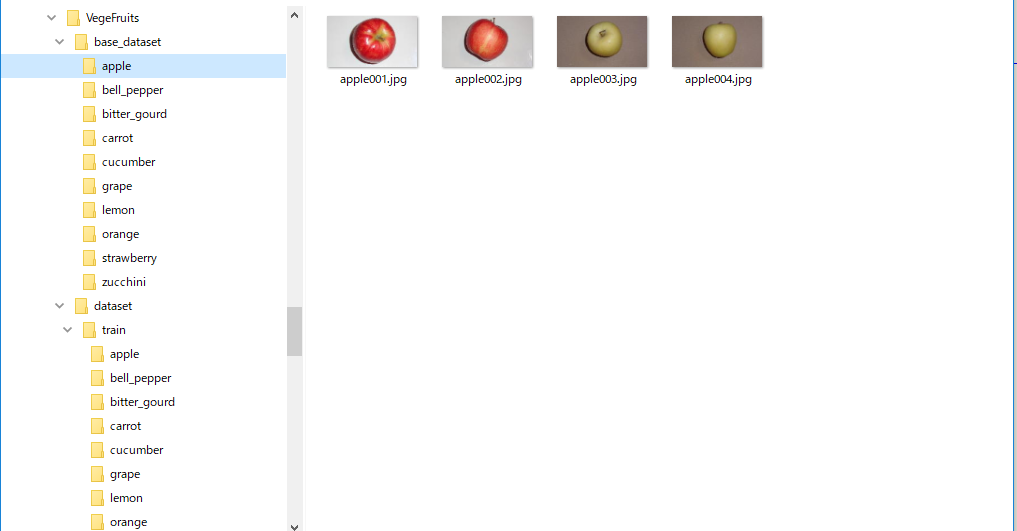 VegeFruits
base_dataset
apple
bell_pepper
bitter_gourd
carrot
cucumber
grape
lemon
orange
strawberry
zucchini
dataset
train
apple
bell_pepper
bitter_gourd
carrot
cucumber
grape
lemon
orange
apple001.jpg
apple002.jpg
apple003.jpg
apple004.jpg